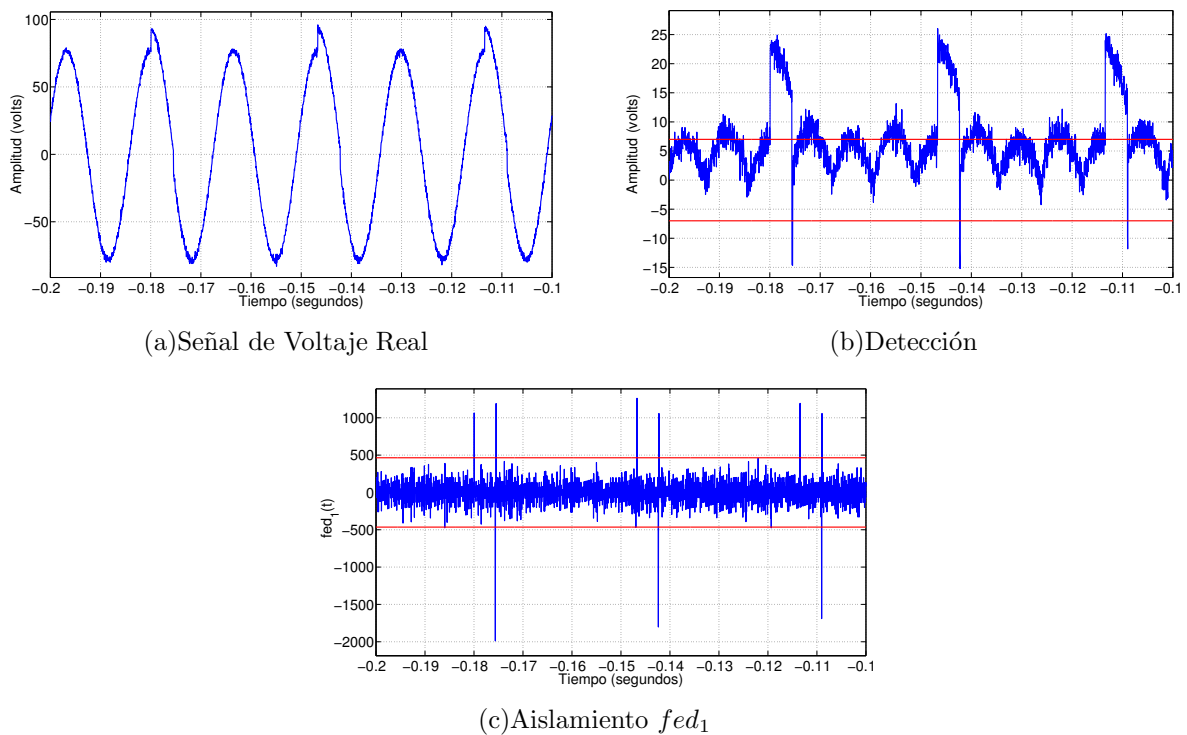 100
50
0
−50
Amplitud (volts)
−0.2 −0.19 −0.18 −0.17 −0.16 −0.15 −0.14 −0.13 −0.12 −0.11 −0.1
Tiempo (segundos)
(a)Señal de Voltaje Real
25
20
15
10
5
0
−5
−10
−15
Amplitud (volts)
−0.2 −0.19 −0.18 −0.17 −0.16 −0.15 −0.14 −0.13 −0.12 −0.11 −0.1
Tiempo (segundos)
(b)Detección
1000
500
0
−500
−1000
−1500
−2000
fed1(t)
−0.2 −0.19 −0.18 −0.17 −0.16 −0.15 −0.14 −0.13 −0.12 −0.11 −0.1
Tiempo (segundos)
(c)Aislamiento fed1